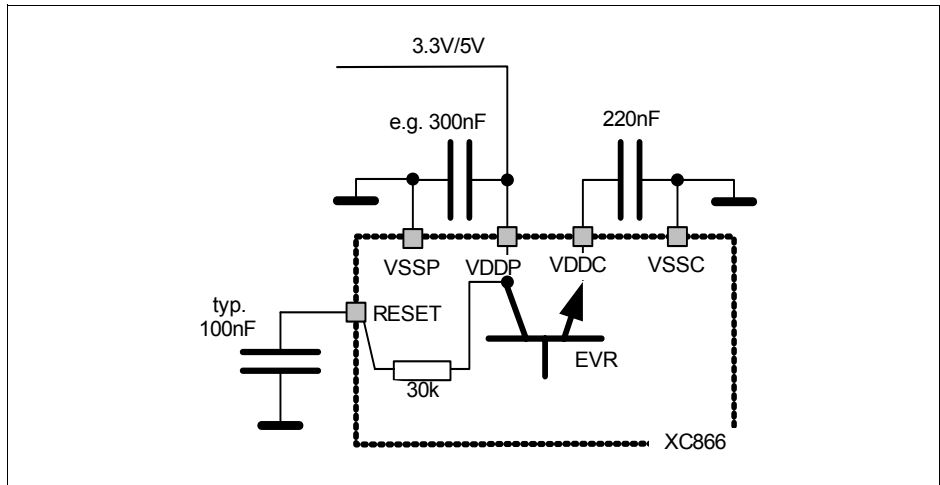 3.3V/5V
e.g. 300nF
220nF
VSSP
VDDP
VDDC
VSSC
typ.
100nF
RESET
EVR
30k
XC866